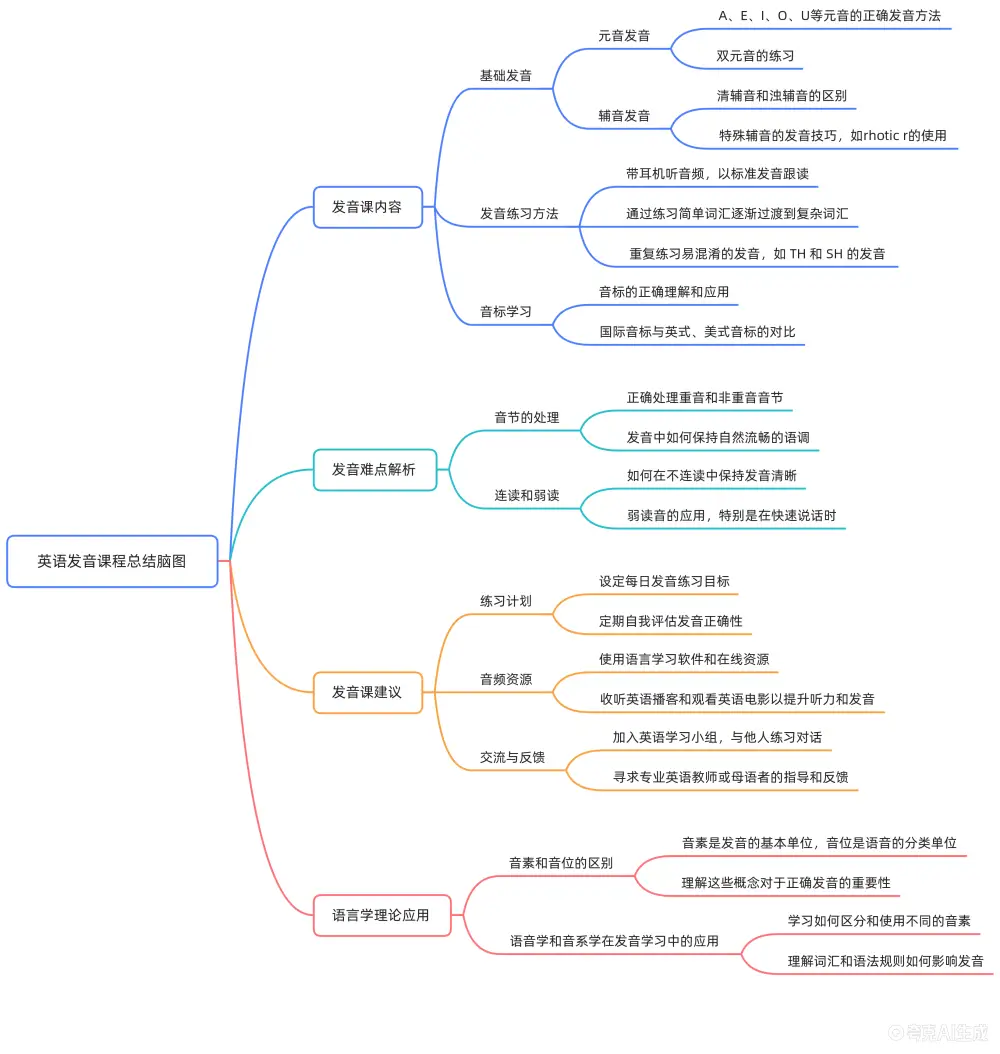 英语发音课程总结脑图
发音课内容
基础发音
元音发音
A、E、I、O、U等元音的正确发音方法
双元音的练习
辅音发音
清辅音和浊辅音的区别
特殊辅音的发音技巧，如rhotic r的使用
发音练习方法
带耳机听音频，以标准发音跟读
通过练习简单词汇逐渐过渡到复杂词汇
重复练习易混淆的发音，如 TH 和 SH 的发音
音标学习
音标的正确理解和应用
国际音标与英式、美式音标的对比
发音难点解析
音节的处理
正确处理重音和非重音音节
发音中如何保持自然流畅的语调
连读和弱读
如何在不连读中保持发音清晰
弱读音的应用，特别是在快速说话时
发音课建议
练习计划
设定每日发音练习目标
定期自我评估发音正确性
音频资源
使用语言学习软件和在线资源
收听英语播客和观看英语电影以提升听力和发音
交流与反馈
加入英语学习小组，与他人练习对话
寻求专业英语教师或母语者的指导和反馈
语言学理论应用
音素和音位的区别
音素是发音的基本单位，音位是语音的分类单位
理解这些概念对于正确发音的重要性
语音学和音系学在发音学习中的应用
学习如何区分和使用不同的音素
理解词汇和语法规则如何影响发音
夸克AI生成